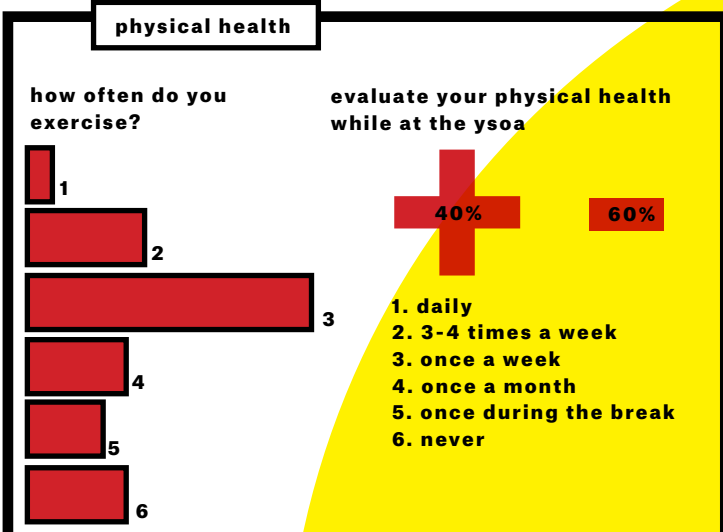 physical health
how often do you
exercise?
1
2
3
4
5
6
evaluate your physical health
while at the ysoa
40%
60%
1. daily
2. 3-4 times a week
3. once a week
4. once a month
5. once during the break
6. never